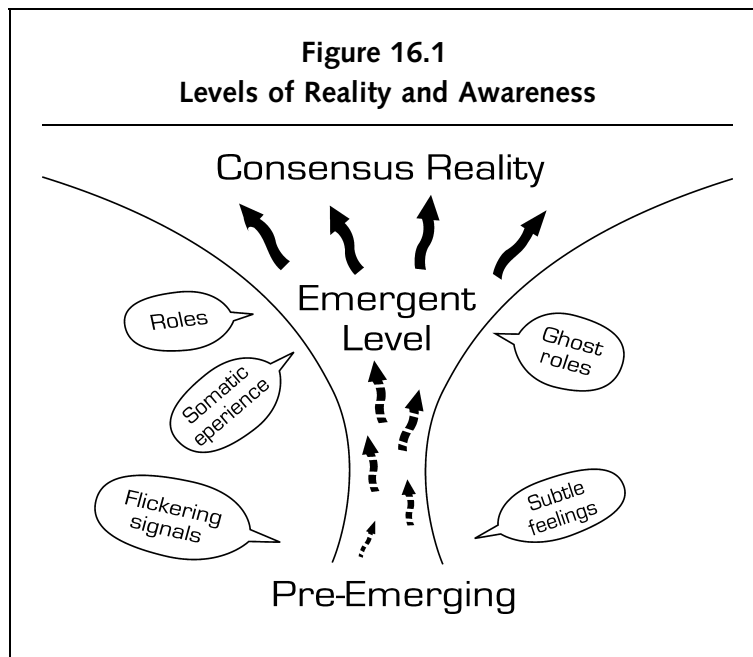 Figure 16.1
Levels of Reality and Awareness
Consensus Reality
Emergent
Level
Roles
Ghost
roles
Somatic
eperience
Flickering
signals
Subtle
feelings
Pre-Emerging